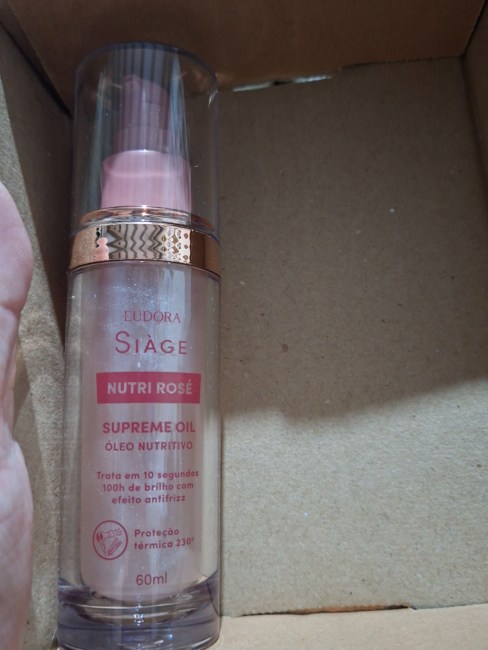 EUDORA
SIÀGE
NUTRI ROSÉ
SUPREME OIL
ÓLEO NUTRITIVO
Trata em 10 segundos
100h de brilho com
efeito antifrizz
Proteção
térmica 230°
60ml